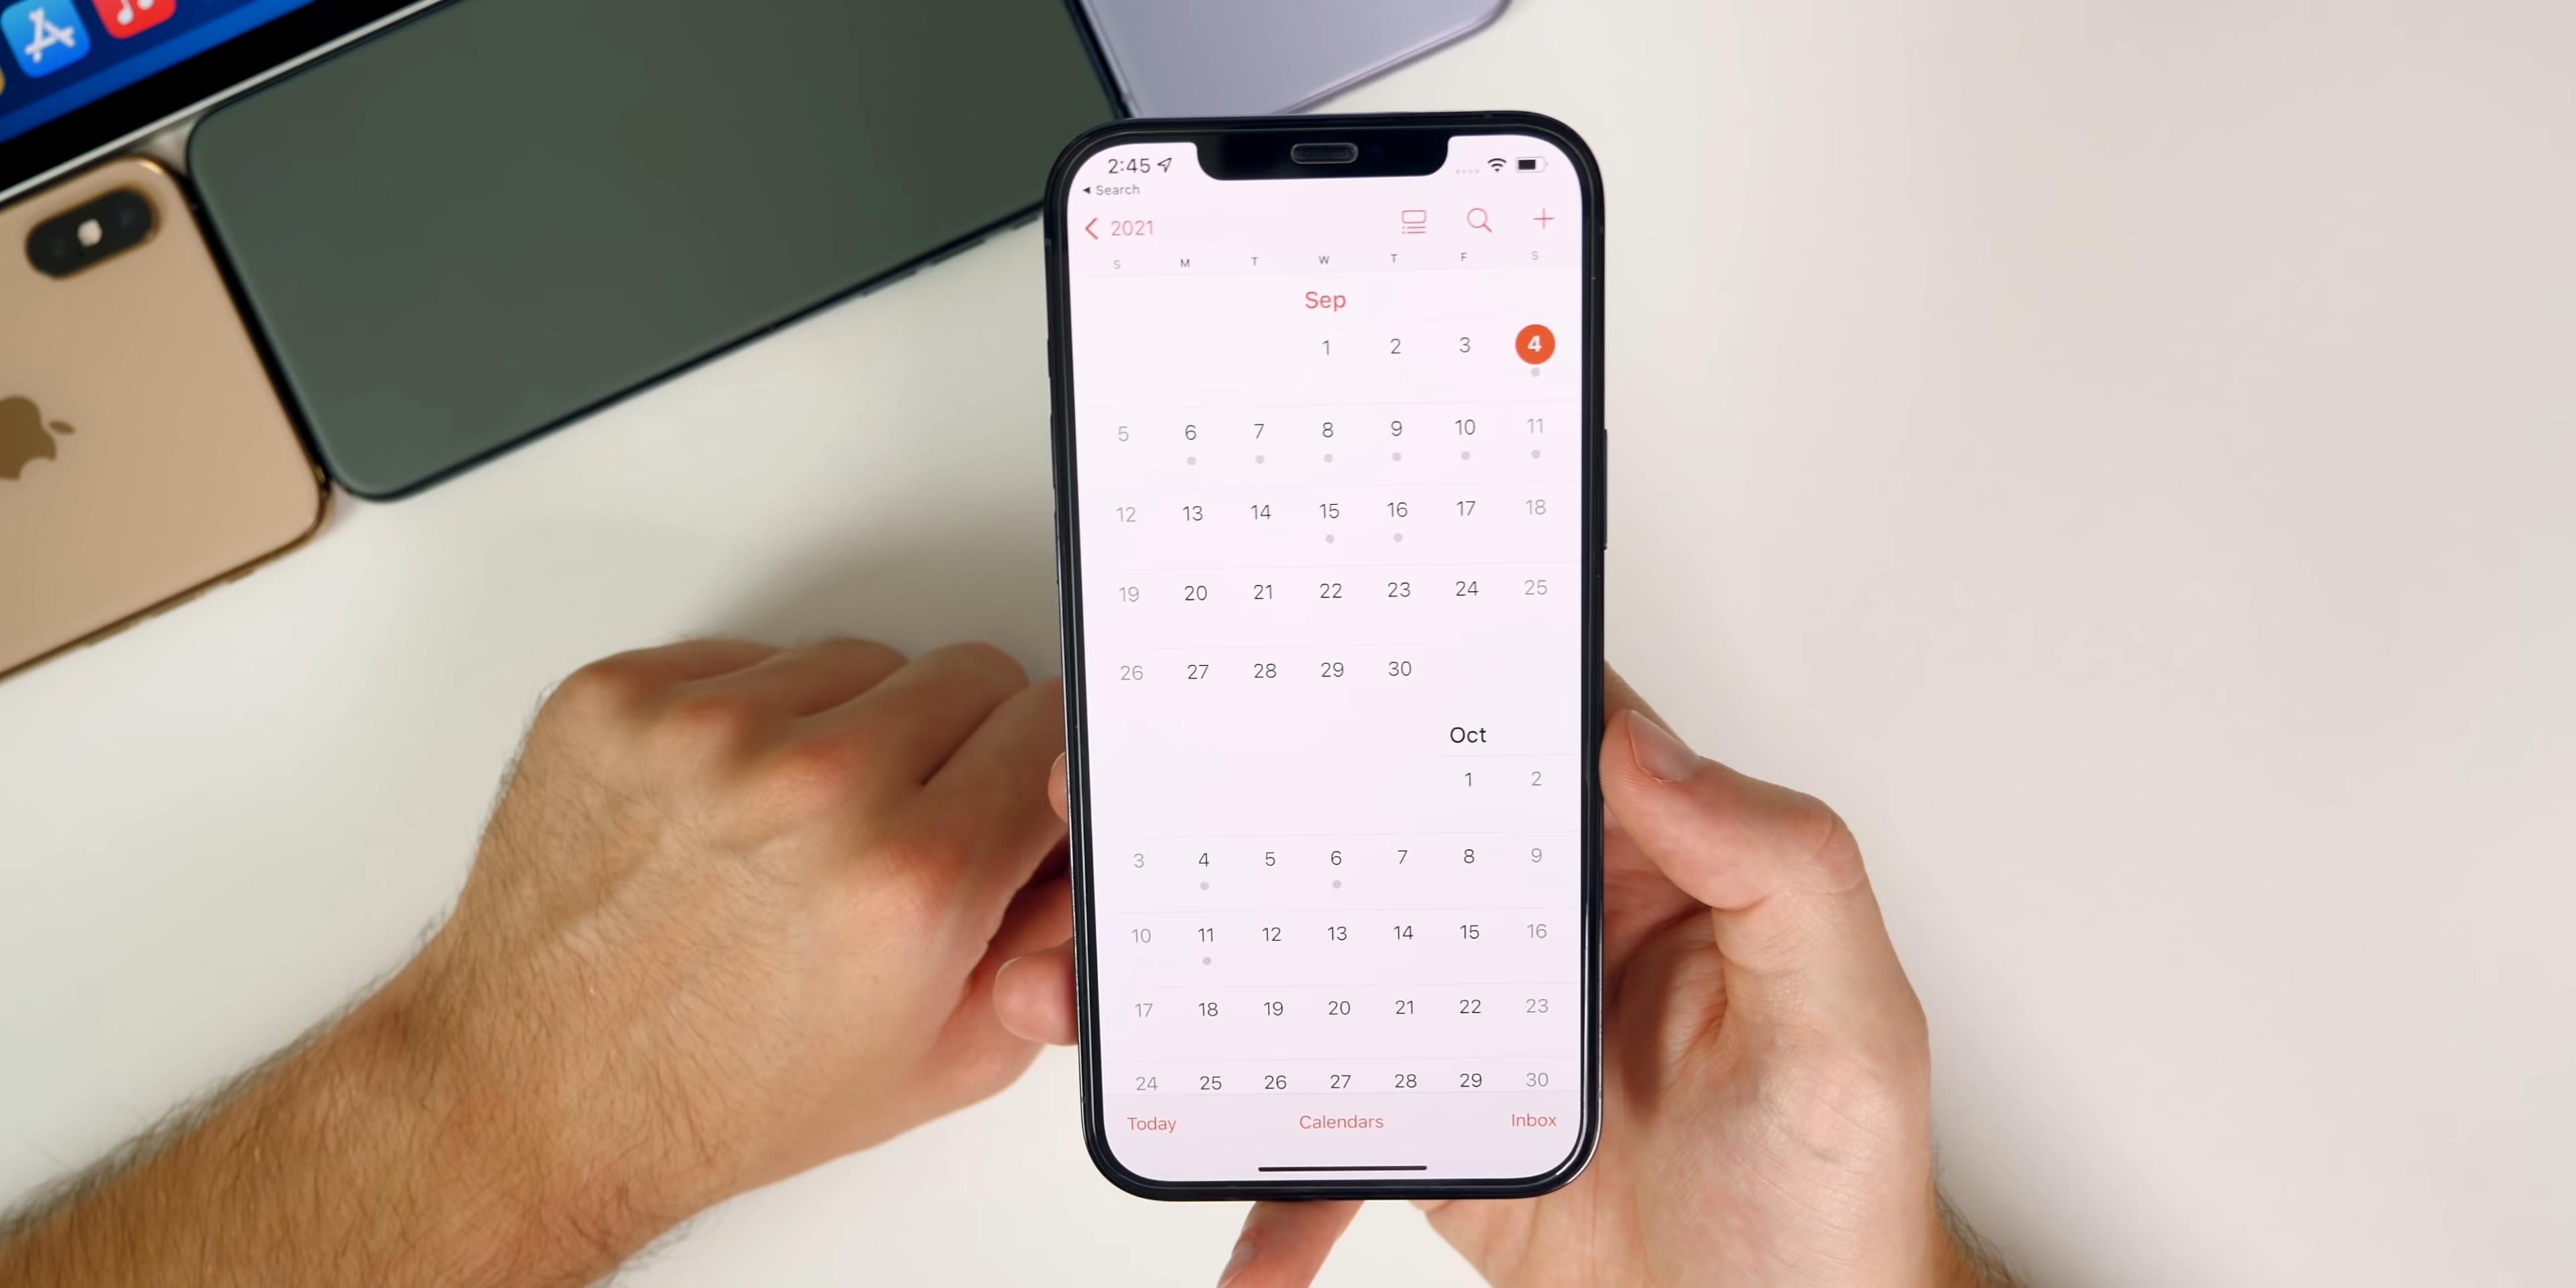 2:45
◀ Search
2021
S M T W T F S
Sep
1 2 3 4
5 6 7 8 9 10 11
12 13 14 15 16 17 18
19 20 21 22 23 24 25
26 27 28 29 30
Oct
1 2
3 4 5 6 7 8 9
10 11 12 13 14 15 16
17 18 19 20 21 22 23
24 25 26 27 28 29 30
Today Calendars Inbox